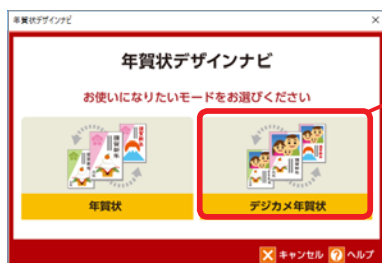 年賀状デザインナビ
年賀状デザインナビ
お使いになりたいモードをお選びください
年賀状
デジカメ年賀状
キャンセル ヘルプ